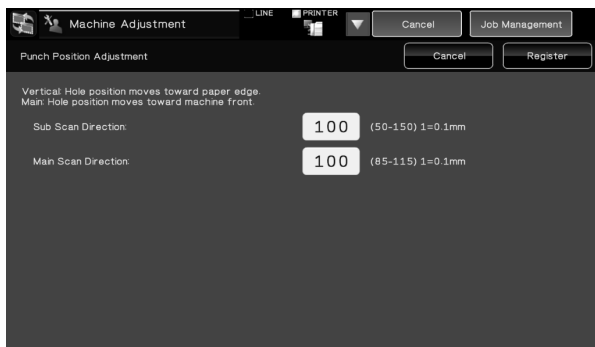 Machine Adjustment
LINE
PRINTER
Cancel
Job Management
Punch Position Adjustment
Cancel
Register
Vertical: Hole position moves toward paper edge.
Main: Hole position moves toward machine front.
Sub Scan Direction: 100 (50-150) 1=0.1mm
Main Scan Direction: 100 (85-115) 1=0.1mm